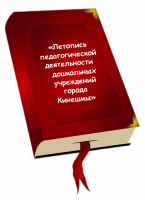 «Летопись
педагогической
деятельности
дошкольных
учреждений
города
Кинешмы»